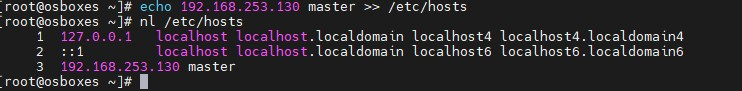 [root@osboxes ~]# echo 192.168.253.130 master >> /etc/hosts
[root@osboxes ~]# nl /etc/hosts
1 127.0.0.1 localhost localhost.localdomain localhost4 localhost4.localdomain4
2 ::1 localhost localhost.localdomain localhost6 localhost6.localdomain6
3 192.168.253.130 master
[root@osboxes ~]#